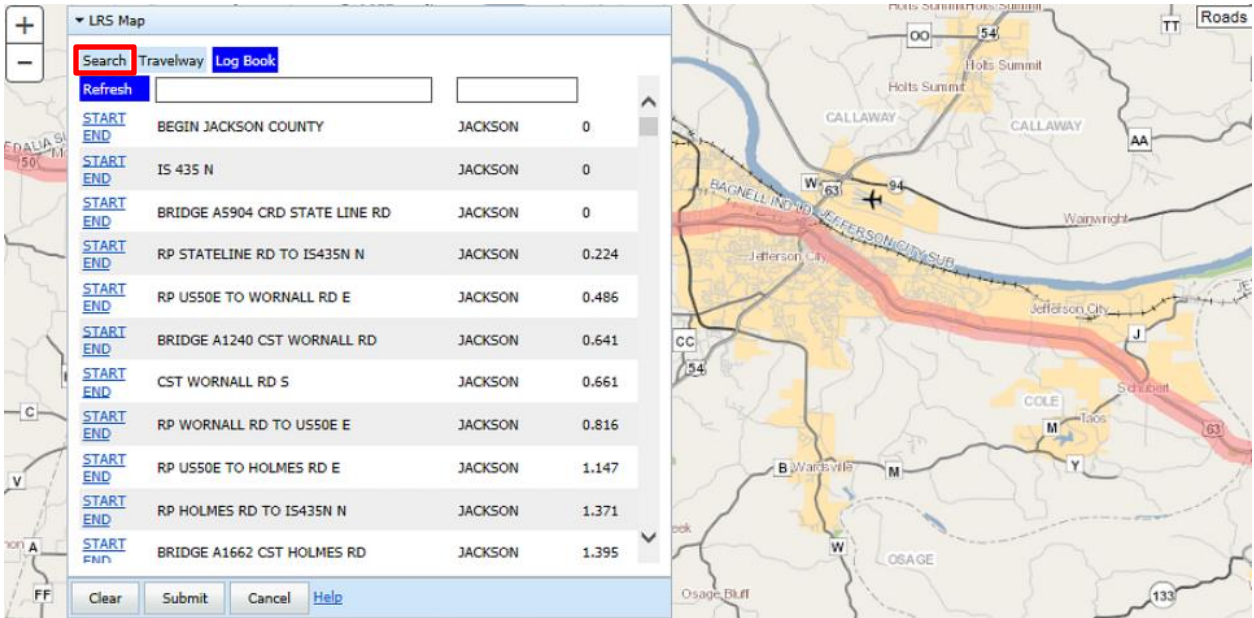 +
−
LRS Map
Search Travelway Log Book
Refresh
START
END
BEGIN JACKSON COUNTY JACKSON 0
START
END
IS 435 N JACKSON 0
START
END
BRIDGE A5904 CRD STATE LINE RD JACKSON 0
START
END
RP STATELINE RD TO IS435N N JACKSON 0.224
START
END
RP US50E TO WORNALL RD E JACKSON 0.486
START
END
BRIDGE A1240 CST WORNALL RD JACKSON 0.641
START
END
CST WORNALL RD S JACKSON 0.661
START
END
RP WORNALL RD TO US50E E JACKSON 0.816
START
END
RP US50E TO HOLMES RD E JACKSON 1.147
START
END
RP HOLMES RD TO IS435N N JACKSON 1.371
START
END
BRIDGE A1662 CST HOLMES RD JACKSON 1.395
Clear Submit Cancel Help
50
C
V
A
FF
Roads
TT
OO
54
Holts Summit
Holts Summit
CALLAWAY
CALLAWAY
AA
W
63
94
BAGNELL IND LD
JEFFERSON CITY SUB
Wainwright
Jefferson City
Jefferson City
J
CC
54
Schubert
COLE
Taos
M
63
B
Wardsville
M
Y
W
OSAGE
Osage Bluff
133